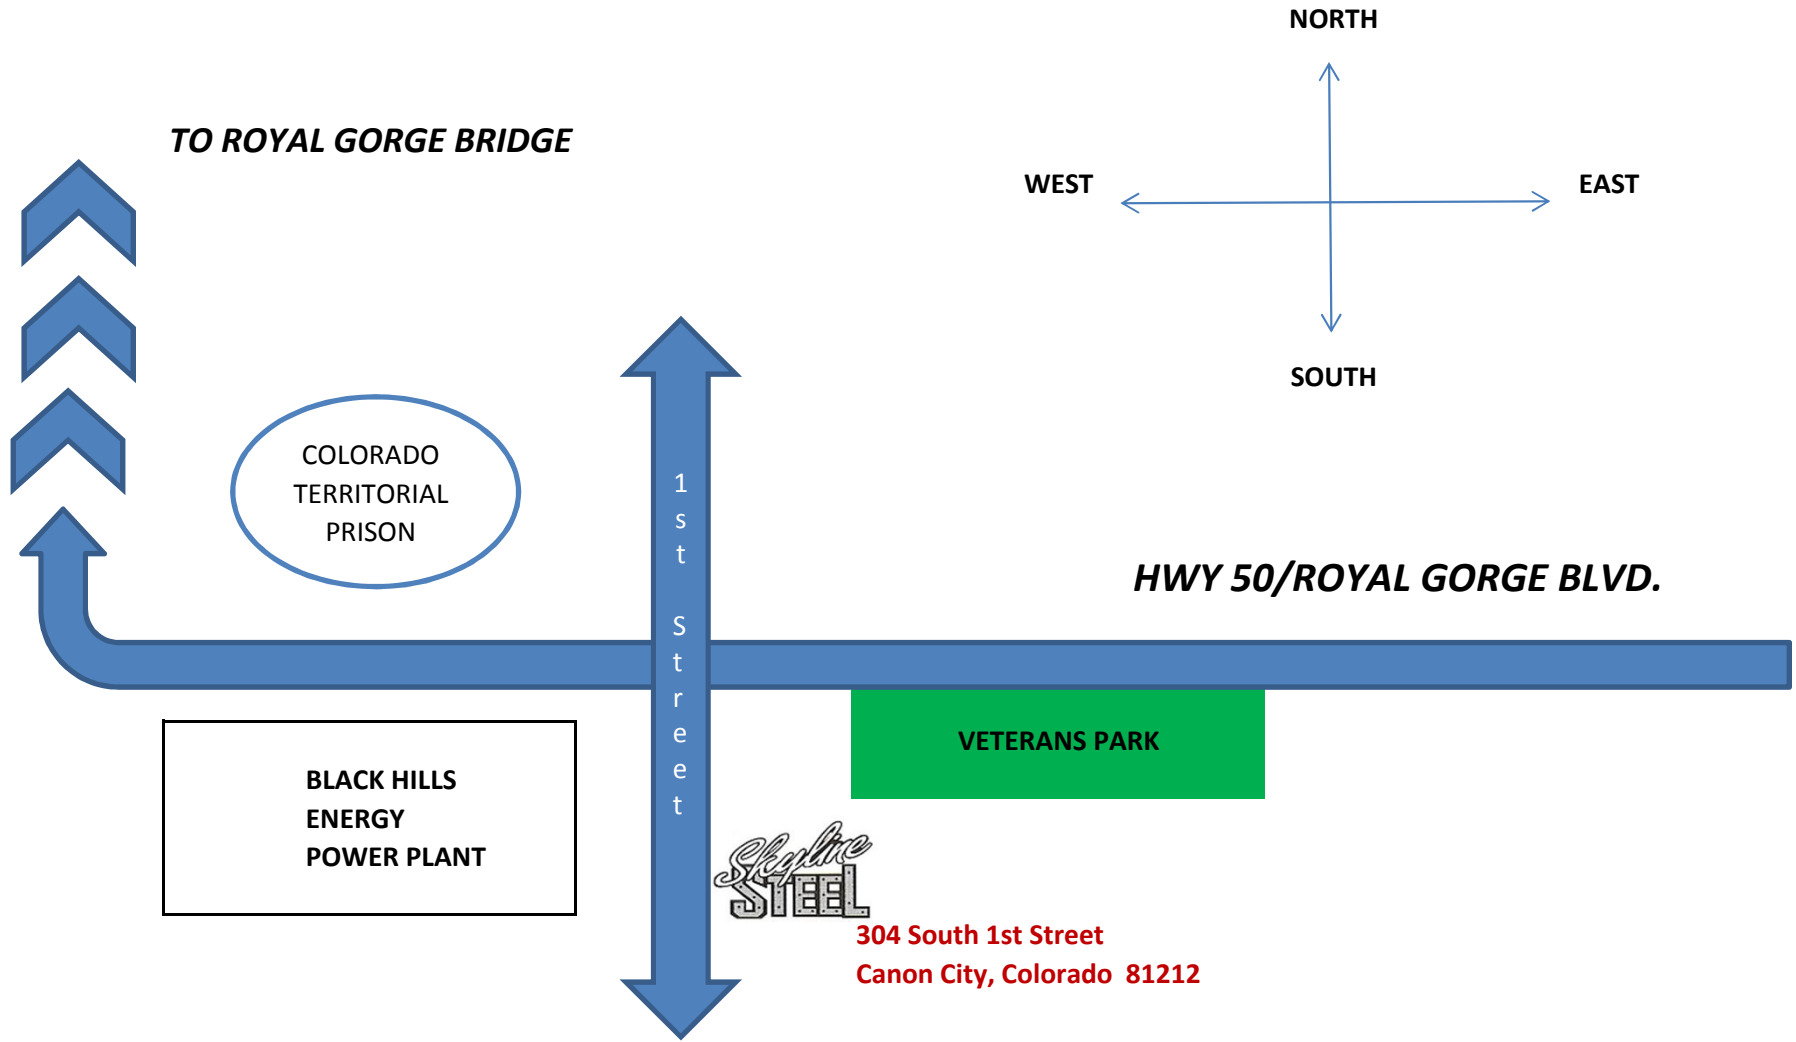 NORTH
TO ROYAL GORGE BRIDGE
WEST
EAST
SOUTH
COLORADO
TERRITORIAL
PRISON
1st Street
HWY 50/ROYAL GORGE BLVD.
VETERANS PARK
BLACK HILLS
ENERGY
POWER PLANT
Skyline
STEEL
304 South 1st Street
Canon City, Colorado 81212